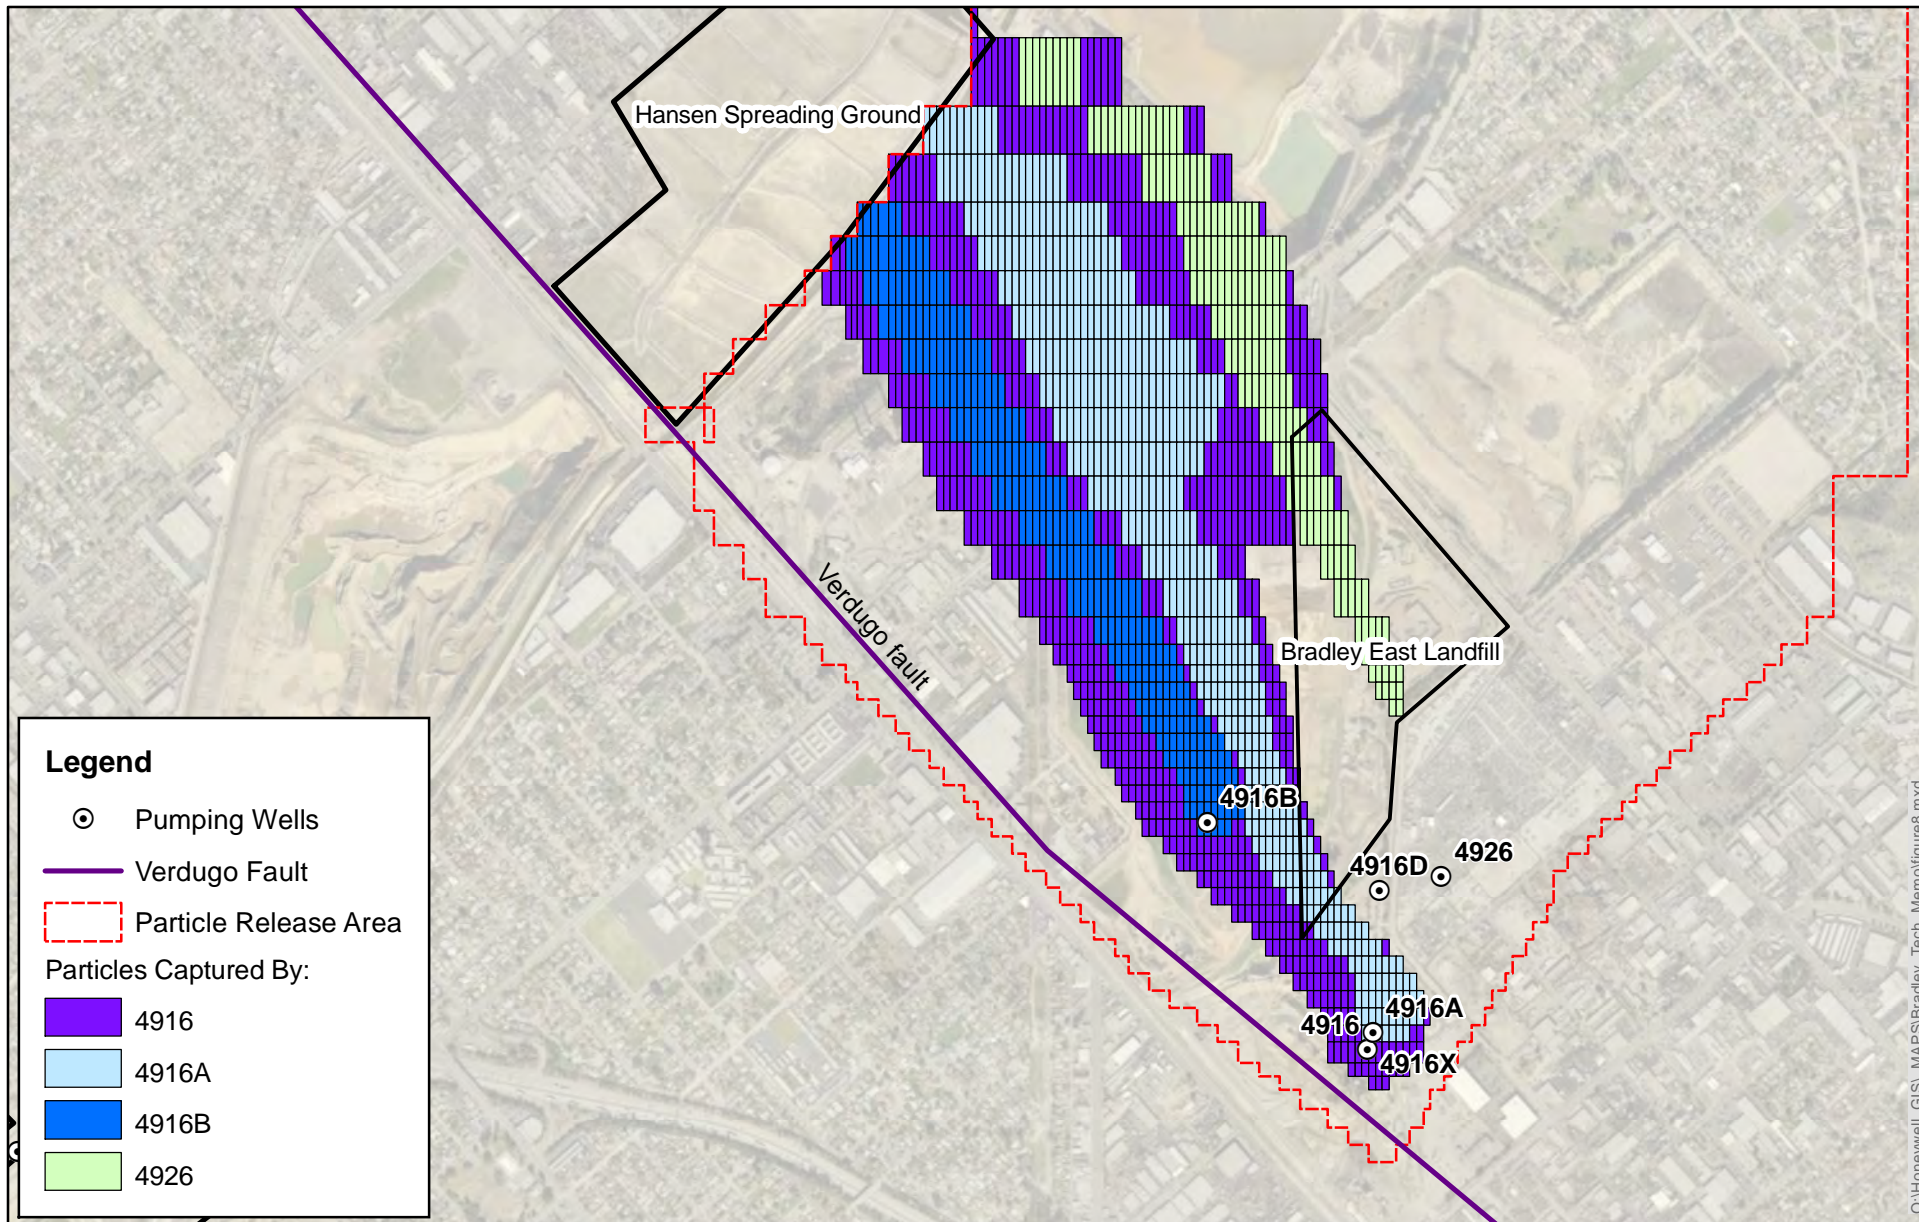 Hansen Spreading Ground
Verdugo fault
Bradley East Landfill
4916B
4916D
4926
4916A
4916
4916X
Legend
Pumping Wells
Verdugo Fault
Particle Release Area
Particles Captured By:
4916
4916A
4916B
4926